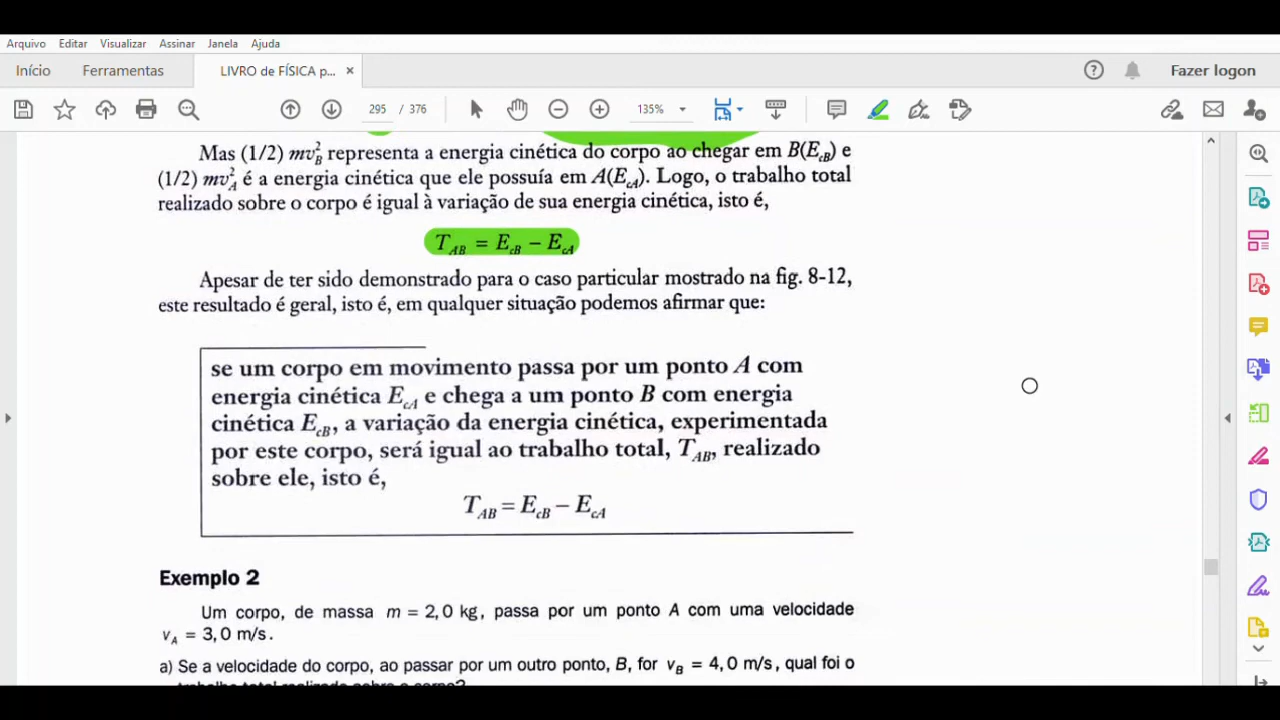 Arquivo Editar Visualizar Assinar Janela Ajuda
Início Ferramentas LIVRO de FÍSICA p... × Fazer logon
295 / 376 135%
Mas (1/2) mv²_B representa a energia cinética do corpo ao chegar em B(E_cB) e
(1/2) mv²_A é a energia cinética que ele possuía em A(E_cA). Logo, o trabalho total
realizado sobre o corpo é igual à variação de sua energia cinética, isto é,
T_AB = E_cB – E_cA
Apesar de ter sido demonstrado para o caso particular mostrado na fig. 8-12,
este resultado é geral, isto é, em qualquer situação podemos afirmar que:
se um corpo em movimento passa por um ponto A com
energia cinética E_cA e chega a um ponto B com energia
cinética E_cB, a variação da energia cinética, experimentada
por este corpo, será igual ao trabalho total, T_AB, realizado
sobre ele, isto é,
T_AB = E_cB – E_cA
Exemplo 2
Um corpo, de massa m = 2,0 kg, passa por um ponto A com uma velocidade
v_A = 3,0 m/s.
a) Se a velocidade do corpo, ao passar por um outro ponto, B, for v_B = 4,0 m/s, qual foi o
trabalho total realizado sobre o corpo?